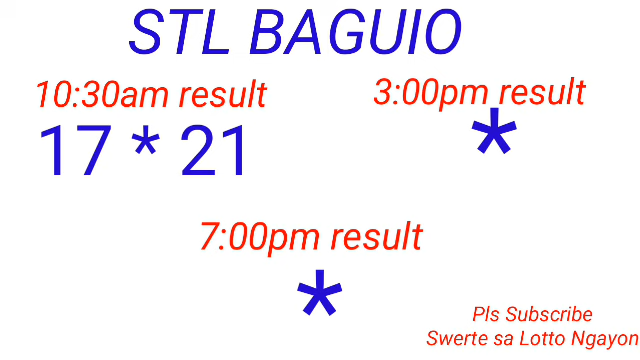 STL BAGUIO
10:30am result
17 * 21
3:00pm result
*
7:00pm result
*
Pls Subscribe
Swerte sa Lotto Ngayon